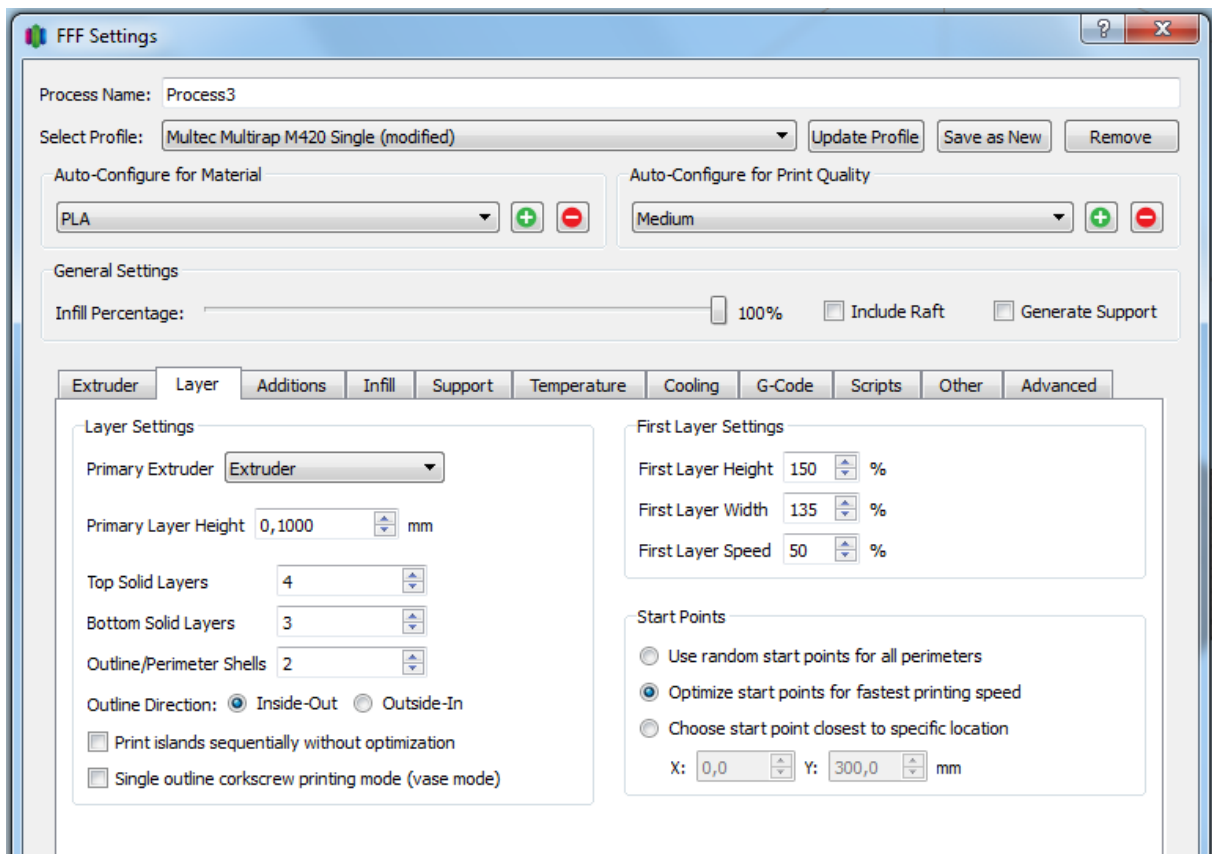 FFF Settings
Process Name: Process3
Select Profile: Multec Multirap M420 Single (modified) Update Profile Save as New Remove
Auto-Configure for Material Auto-Configure for Print Quality
PLA Medium
General Settings
Infill Percentage: 100% Include Raft Generate Support
Extruder Layer Additions Infill Support Temperature Cooling G-Code Scripts Other Advanced
Layer Settings
Primary Extruder Extruder
Primary Layer Height 0,1000 mm
Top Solid Layers 4
Bottom Solid Layers 3
Outline/Perimeter Shells 2
Outline Direction: Inside-Out Outside-In
Print islands sequentially without optimization
Single outline corkscrew printing mode (vase mode)
First Layer Settings
First Layer Height 150 %
First Layer Width 135 %
First Layer Speed 50 %
Start Points
Use random start points for all perimeters
Optimize start points for fastest printing speed
Choose start point closest to specific location
X: 0,0 Y: 300,0 mm